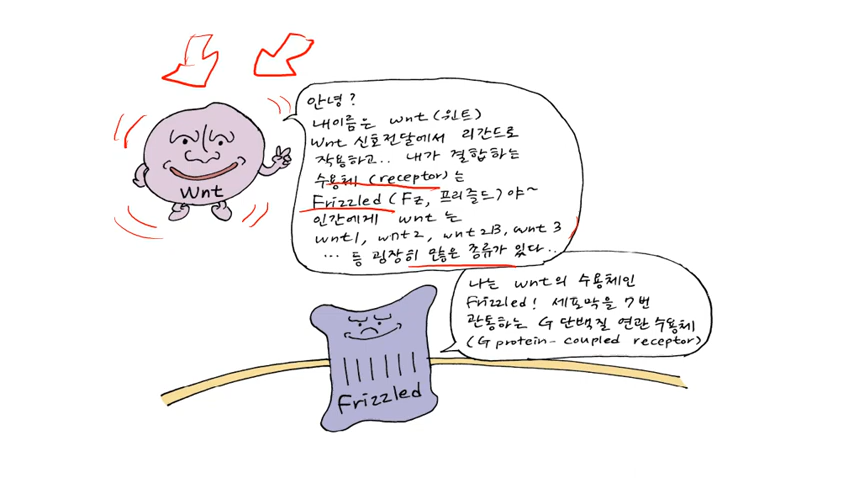 안녕?
내이름은 wnt (윈트)
Wnt 신호전달에서 리간드로
작용하고.. 내가 결합하는
수용체 (receptor)는
Frizzled (Fz, 프리즐드) 야~
인간에게 wnt 는
wnt1, wnt2, wnt2B, wnt3
... 등 굉장히 많은 종류가 있다..
Wnt
나는 wnt의 수용체인
Frizzled! 세포막을 7번
관통하는 G 단백질 연관 수용체
(G protein-coupled receptor)
Frizzled